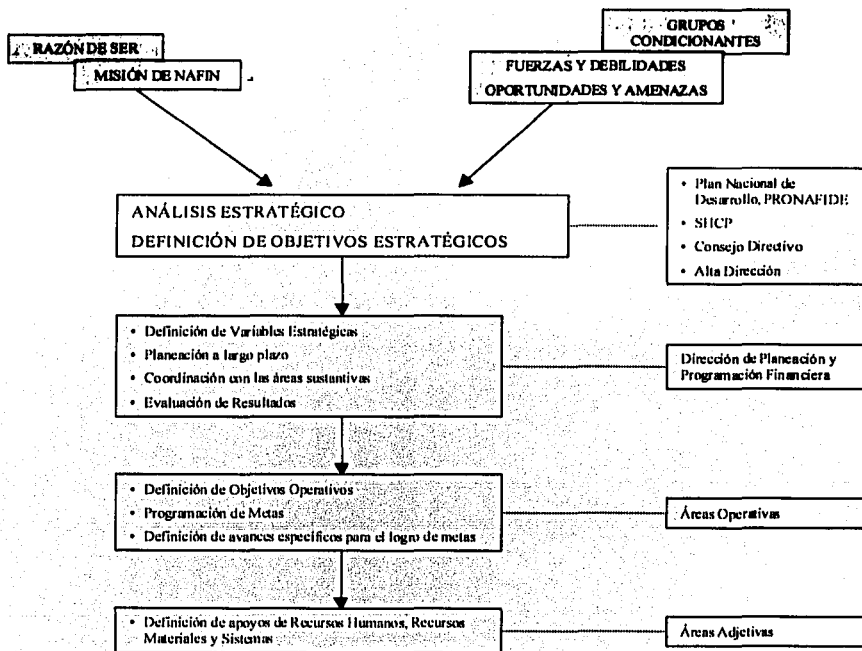 RAZÓN DE SER
MISIÓN DE NAFIN
GRUPOS
CONDICIONANTES
FUERZAS Y DEBILIDADES
OPORTUNIDADES Y AMENAZAS
ANÁLISIS ESTRATÉGICO
DEFINICIÓN DE OBJETIVOS ESTRATÉGICOS
• Plan Nacional de
Desarrollo, PRONAFIDE
• SHCP
• Consejo Directivo
• Alta Dirección
• Definición de Variables Estratégicas
• Planeación a largo plazo
• Coordinación con las áreas sustantivas
• Evaluación de Resultados
Dirección de Planeación y
Programación Financiera
• Definición de Objetivos Operativos
• Programación de Metas
• Definición de avances específicos para el logro de metas
Áreas Operativas
• Definición de apoyos de Recursos Humanos, Recursos
Materiales y Sistemas
Áreas Adjetivas